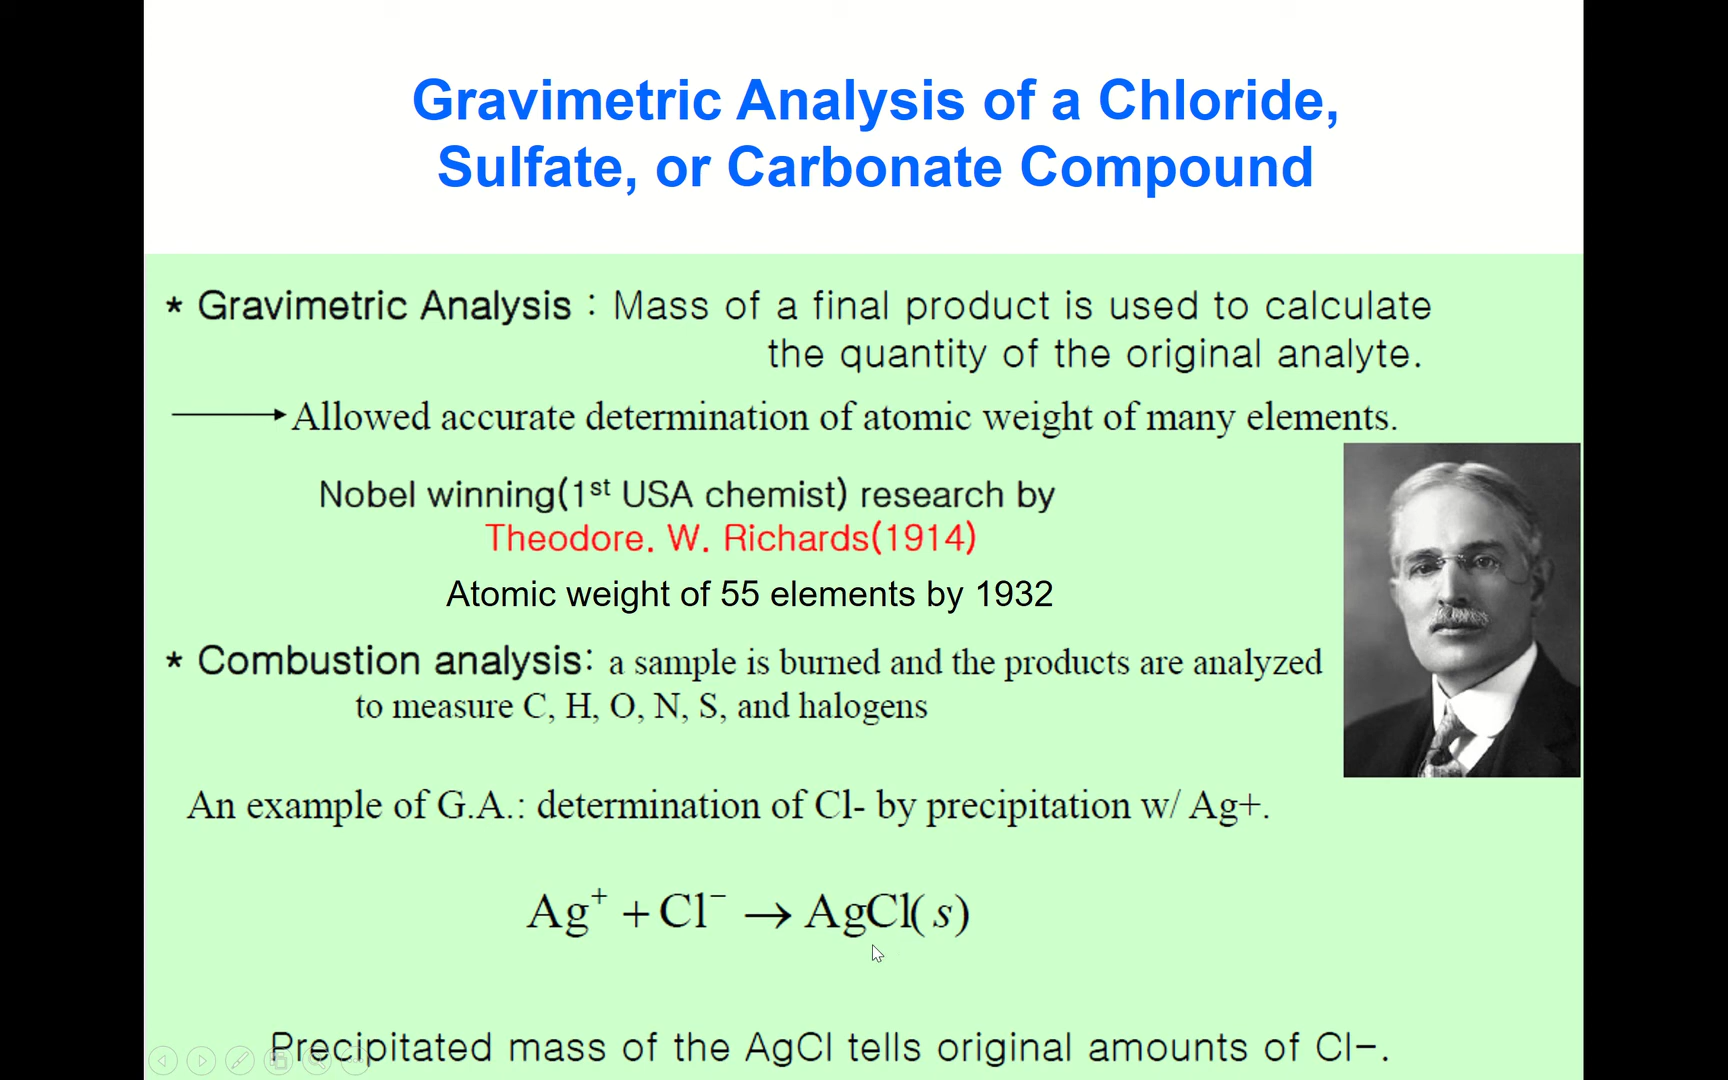 Gravimetric Analysis of a Chloride,
Sulfate, or Carbonate Compound
* Gravimetric Analysis : Mass of a final product is used to calculate
the quantity of the original analyte.
Allowed accurate determination of atomic weight of many elements.
Nobel winning(1st USA chemist) research by
Theodore. W. Richards(1914)
Atomic weight of 55 elements by 1932
* Combustion analysis: a sample is burned and the products are analyzed
to measure C, H, O, N, S, and halogens
An example of G.A.: determination of Cl- by precipitation w/ Ag+.
Ag⁺ + Cl⁻ → AgCl(s)
Precipitated mass of the AgCl tells original amounts of Cl-.